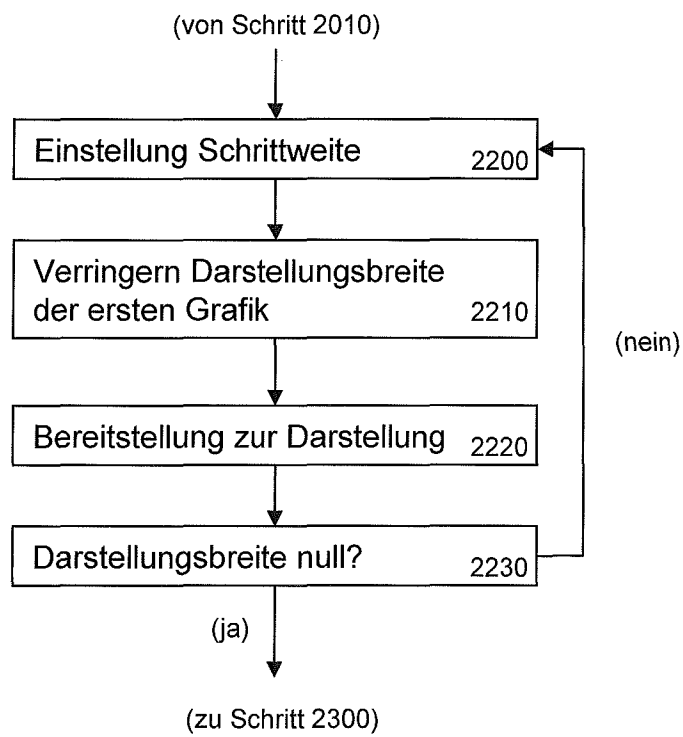 (von Schritt 2010)
Einstellung Schrittweite 2200
Verringern Darstellungsbreite
der ersten Grafik 2210
(nein)
Bereitstellung zur Darstellung 2220
Darstellungsbreite null? 2230
(ja)
(zu Schritt 2300)